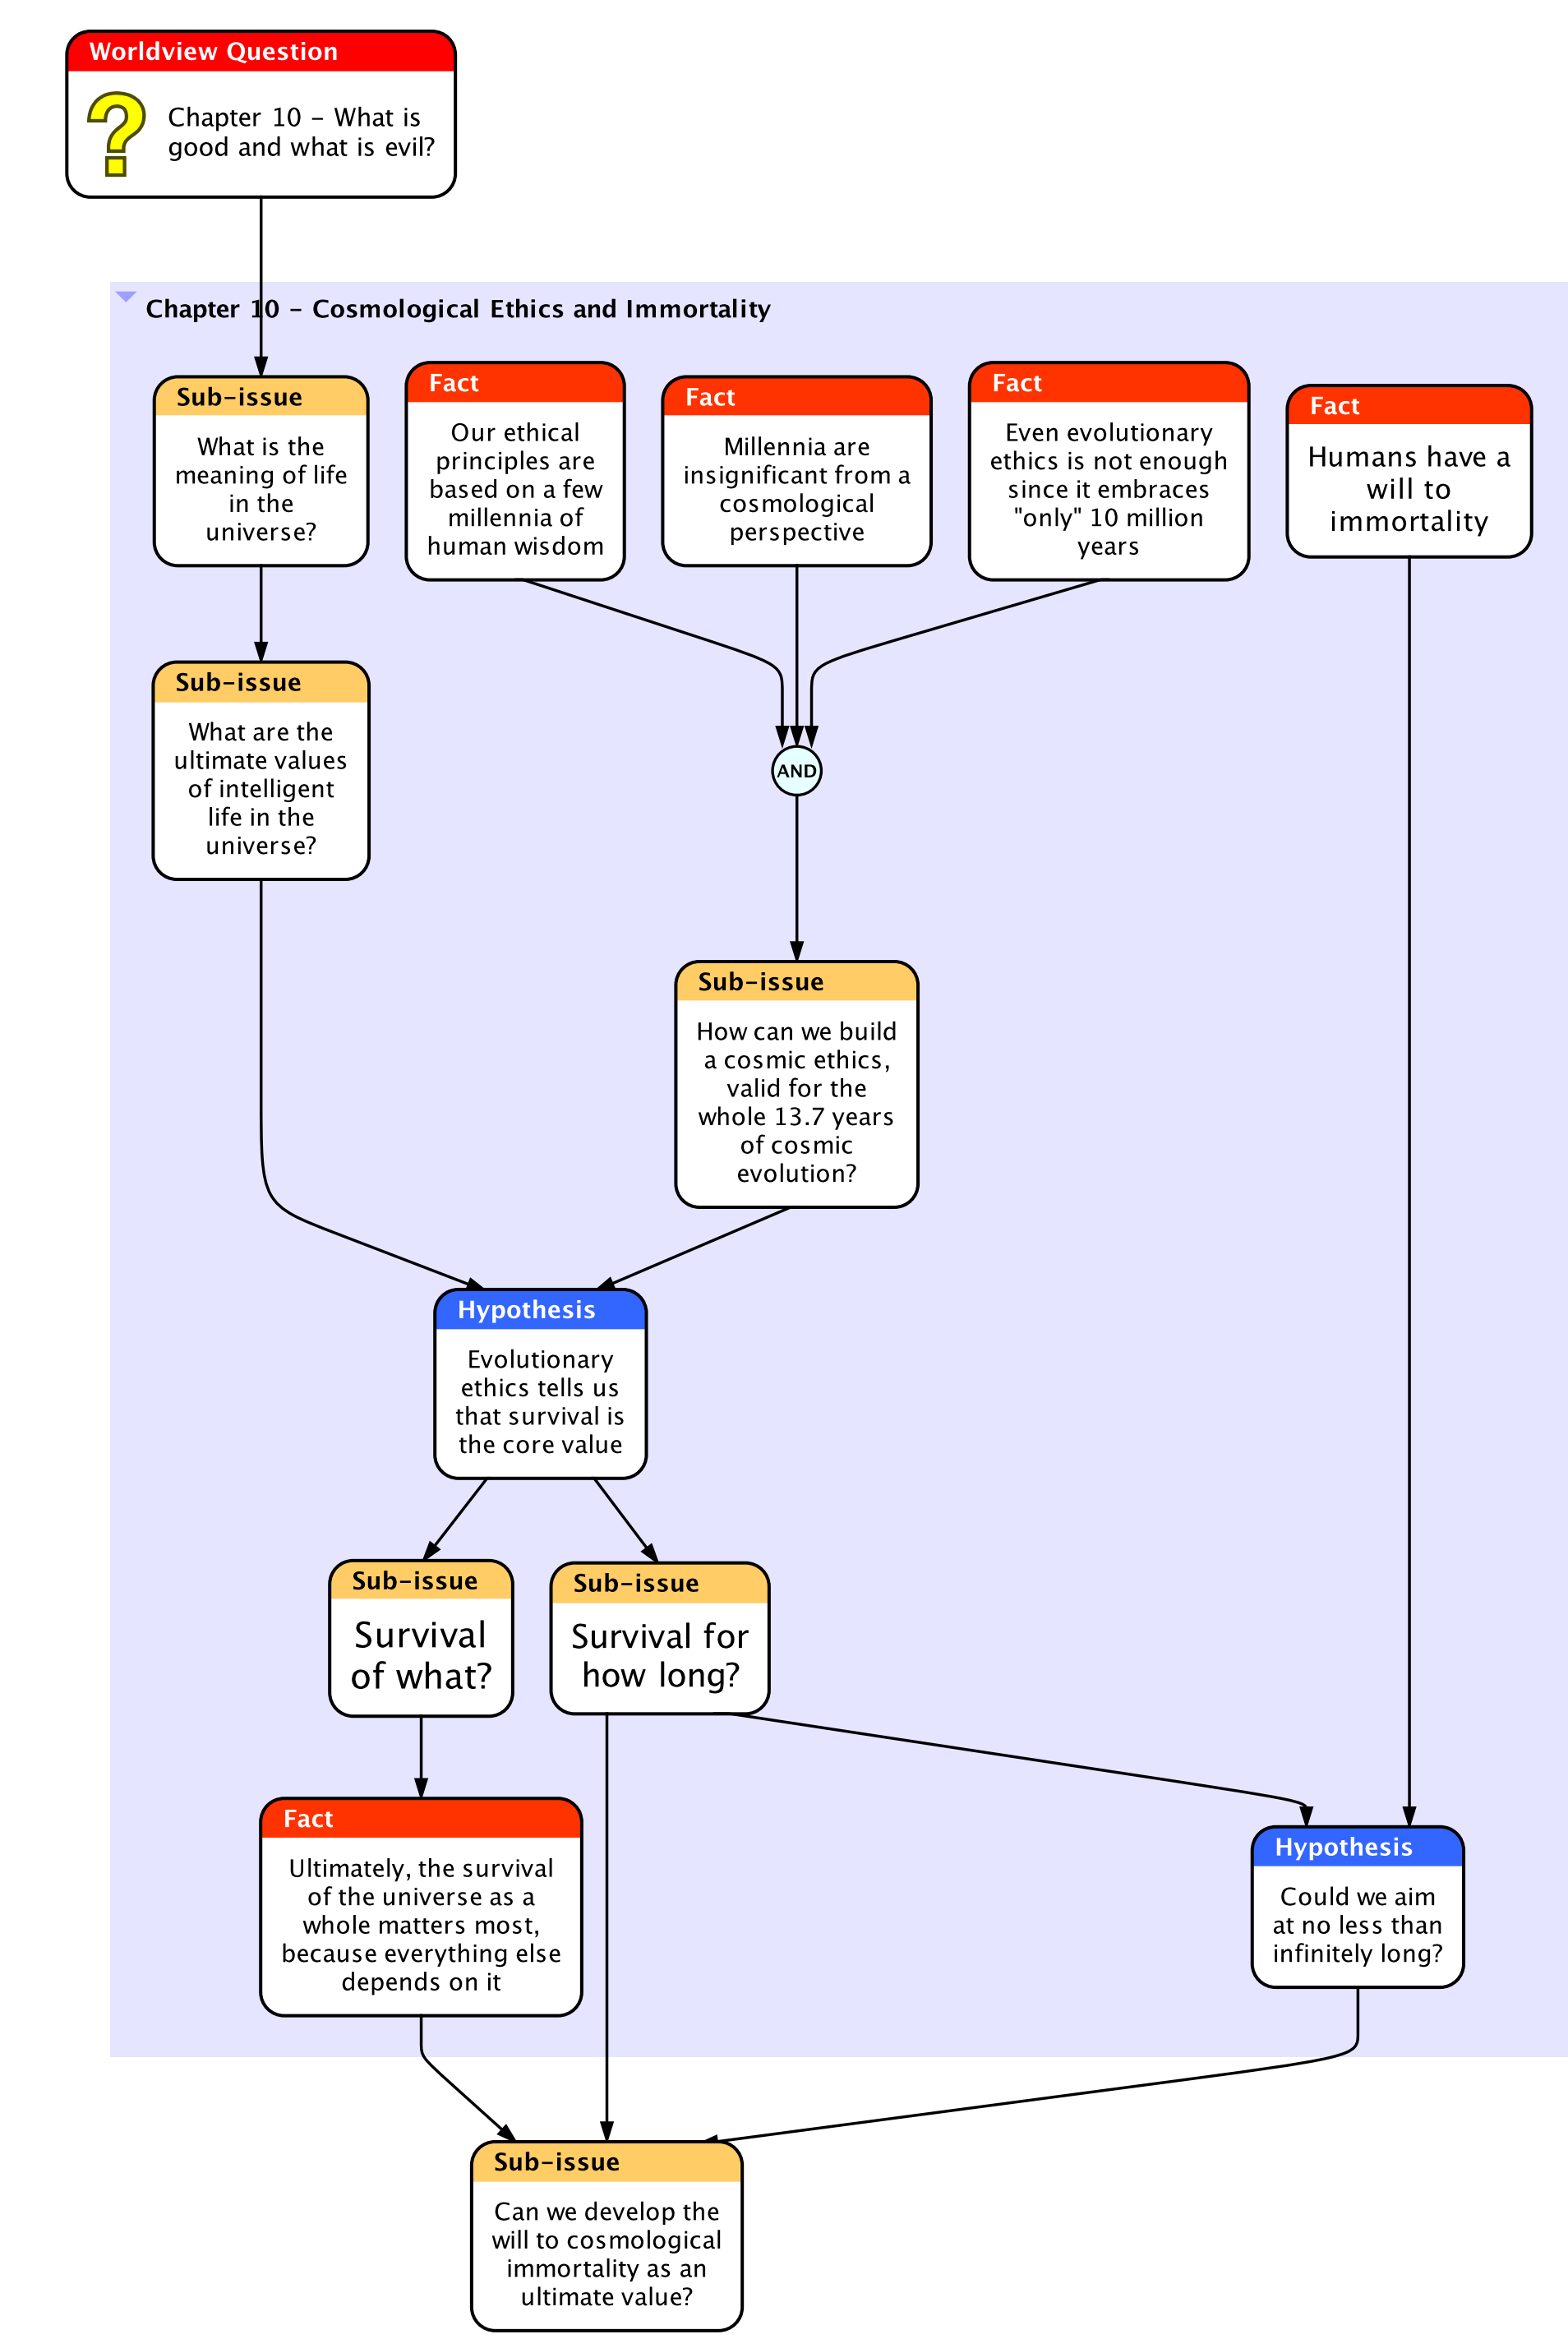 Worldview Question
?
Chapter 10 – What is
good and what is evil?
Chapter 10 – Cosmological Ethics and Immortality
Sub-issue
What is the
meaning of life
in the
universe?
Fact
Our ethical
principles are
based on a few
millennia of
human wisdom
Fact
Millennia are
insignificant from a
cosmological
perspective
Fact
Even evolutionary
ethics is not enough
since it embraces
"only" 10 million
years
Fact
Humans have a
will to
immortality
Sub-issue
What are the
ultimate values
of intelligent
life in the
universe?
AND
Sub-issue
How can we build
a cosmic ethics,
valid for the
whole 13.7 years
of cosmic
evolution?
Hypothesis
Evolutionary
ethics tells us
that survival is
the core value
Sub-issue
Survival
of what?
Sub-issue
Survival for
how long?
Fact
Ultimately, the survival
of the universe as a
whole matters most,
because everything else
depends on it
Hypothesis
Could we aim
at no less than
infinitely long?
Sub-issue
Can we develop the
will to cosmological
immortality as an
ultimate value?